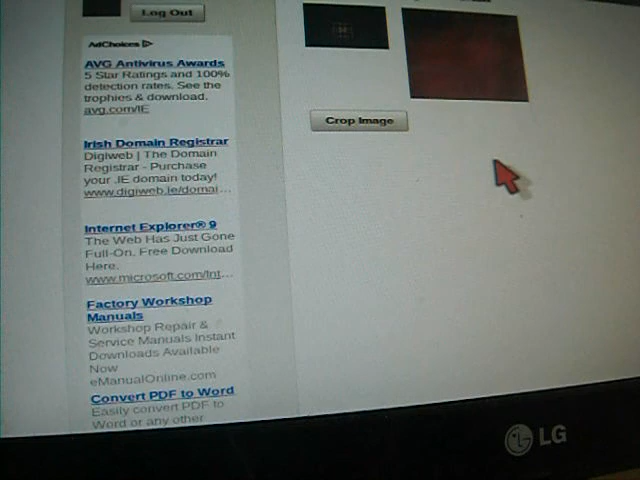 Log Out
AdChoices
AVG Antivirus Awards
5 Star Ratings and 100%
detection rates. See the
trophies & download.
avg.com/IE
Irish Domain Registrar
Digiweb | The Domain
Registrar - Purchase
your .IE domain today!
www.digiweb.ie/domai...
Internet Explorer® 9
The Web Has Just Gone
Full-On. Free Download
Here.
www.microsoft.com/Int...
Factory Workshop
Manuals
Workshop Repair &
Service Manuals Instant
Downloads Available
Now
eManualOnline.com
Convert PDF to Word
Easily convert PDF to
Word or any other
Crop Image
LG